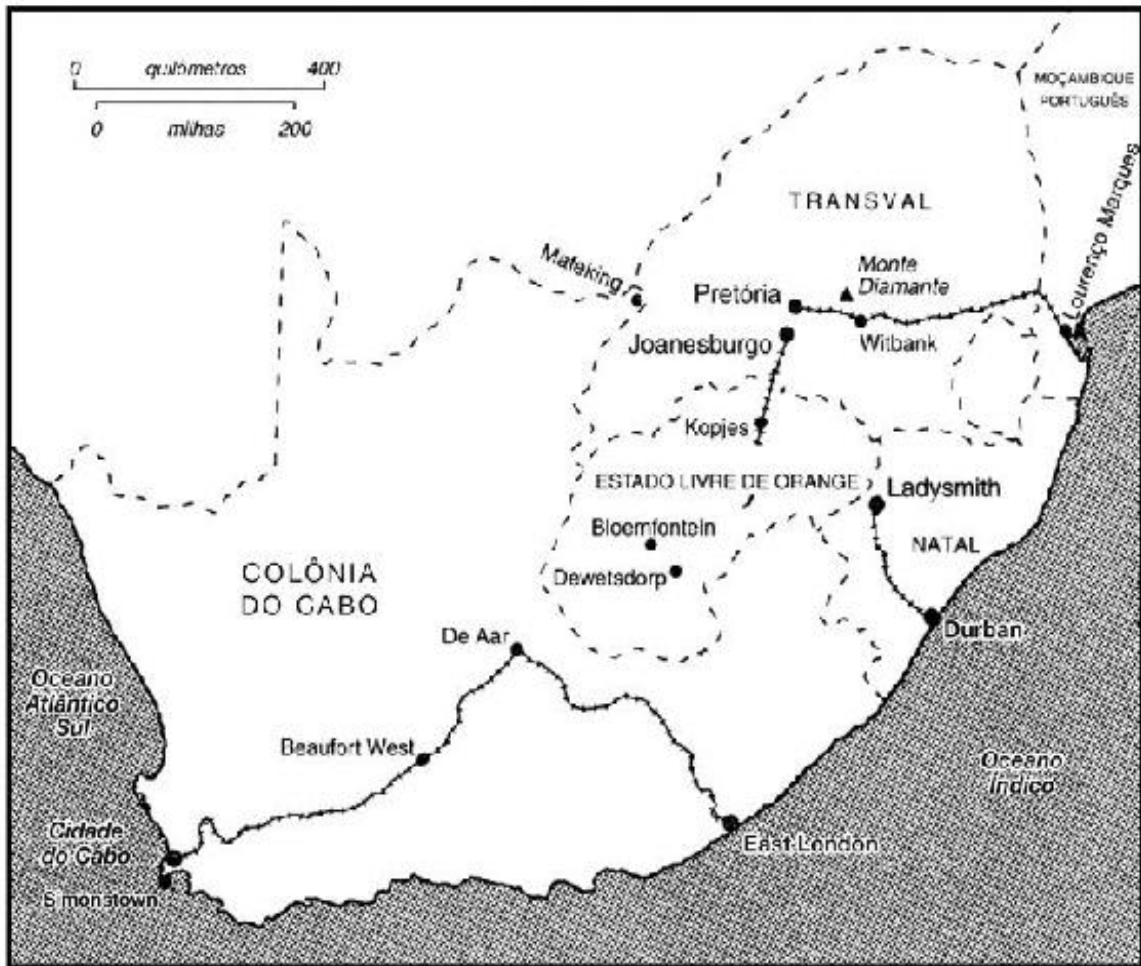 0 quilômetros 400
0 milhas 200
MOÇAMBIQUE
PORTUGUÊS
Lourenço Marques
TRANSVAL
Mafeking
Monte
Diamante
Pretória
Witbank
Joanesburgo
Kopjes
ESTADO LIVRE DE ORANGE
Ladysmith
Bloemfontein
NATAL
Dewetsdorp
COLÔNIA
DO CABO
Durban
De Aar
Oceano
Atlântico
Sul
Beaufort West
Oceano
Índico
Cidade
do Cabo
East London
Simonstown